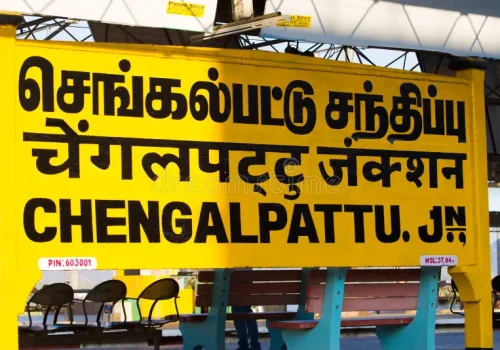 செங்கல்பட்டு சந்திப்பு
चेंगलपट्टु जंक्शन
CHENGALPATTU. JN
PIN: 603001
MSL: 37.84